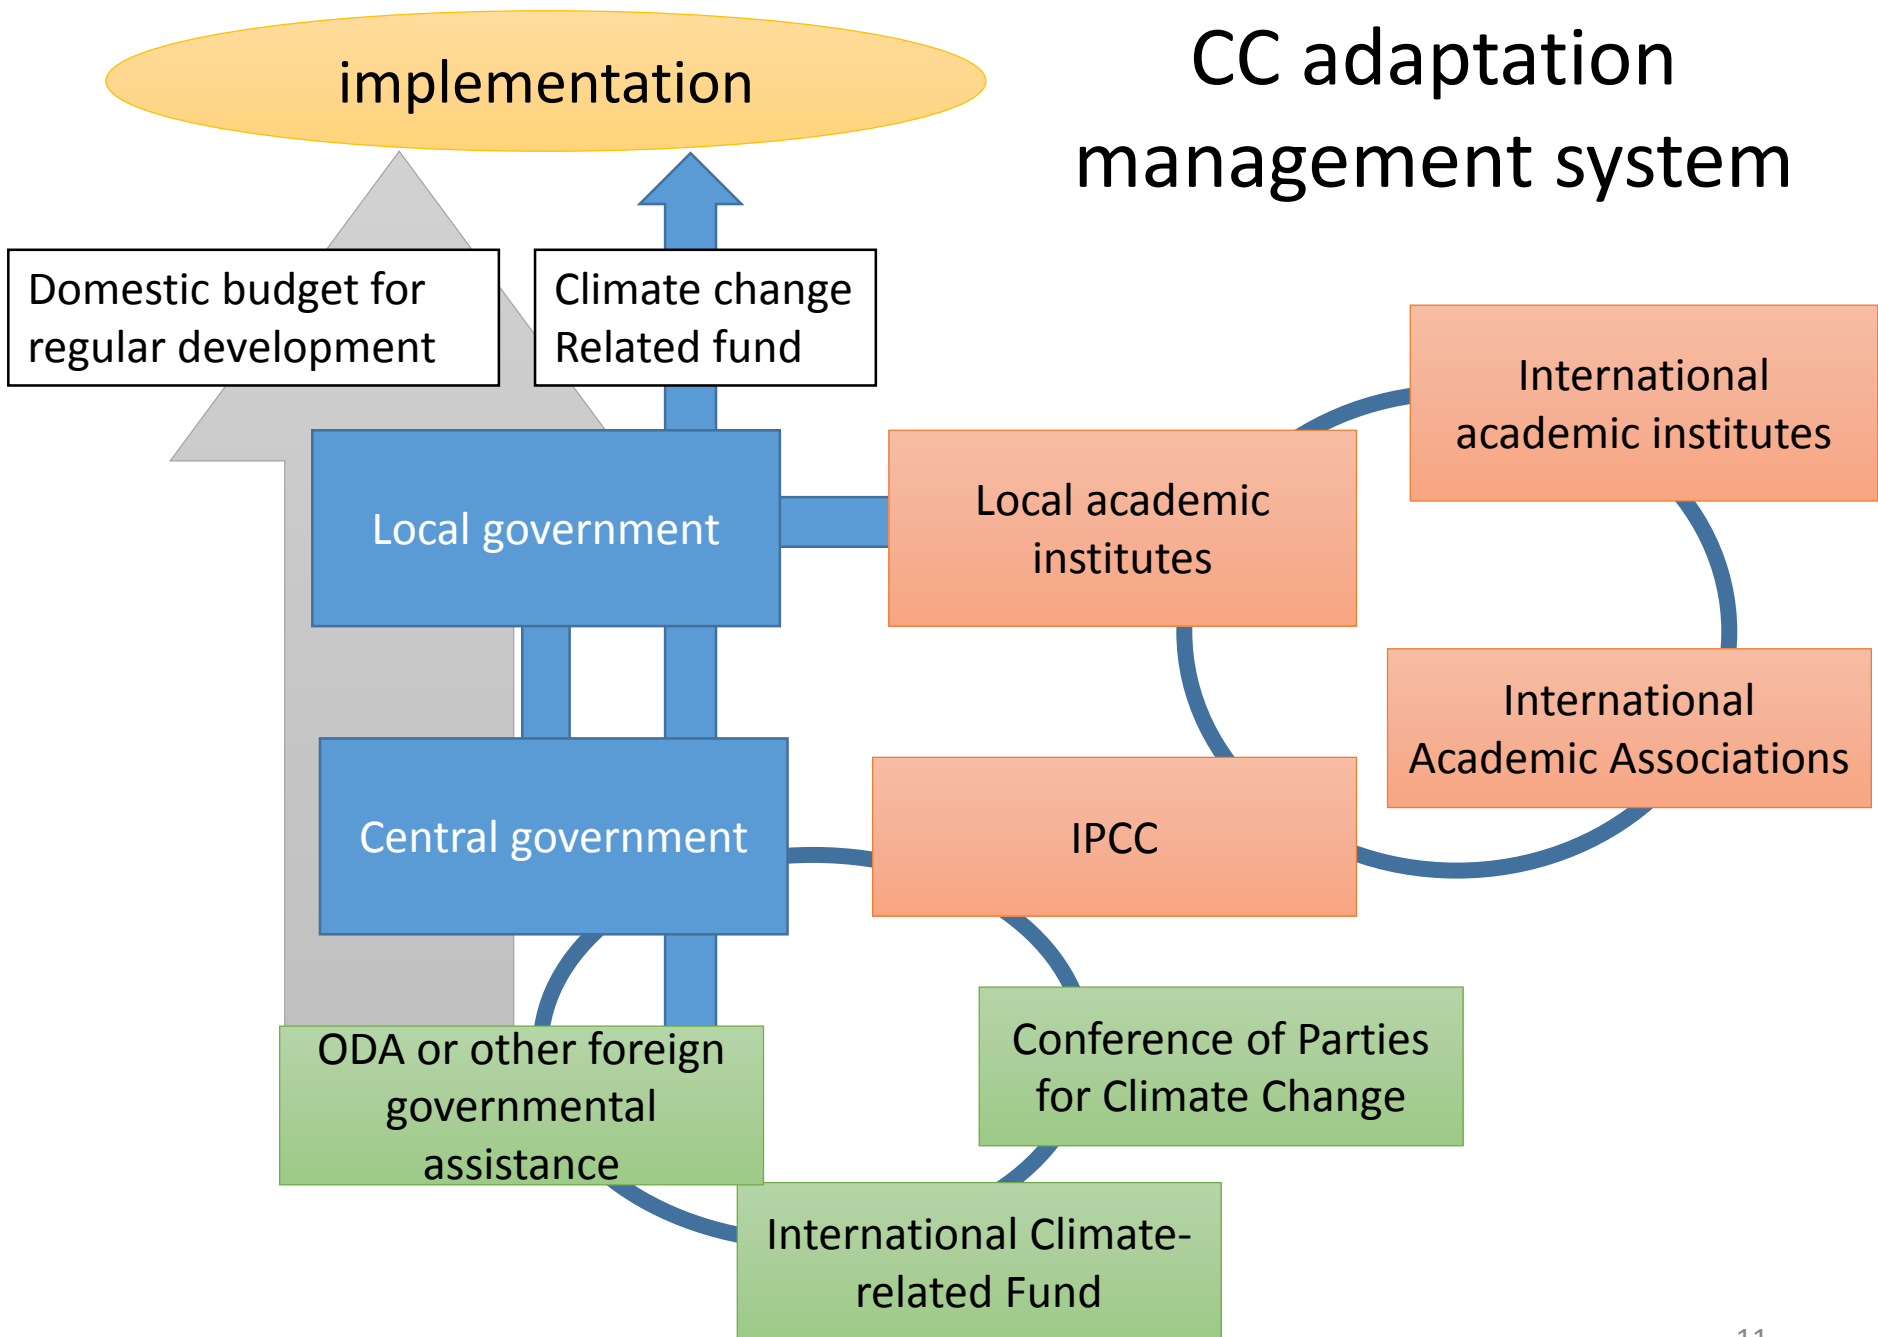 implementation
CC adaptation
management system
Domestic budget for
regular development
Climate change
Related fund
International
academic institutes
Local government
Local academic
institutes
International
Academic Associations
Central government
IPCC
ODA or other foreign
governmental
assistance
Conference of Parties
for Climate Change
International Climate-
related Fund
11